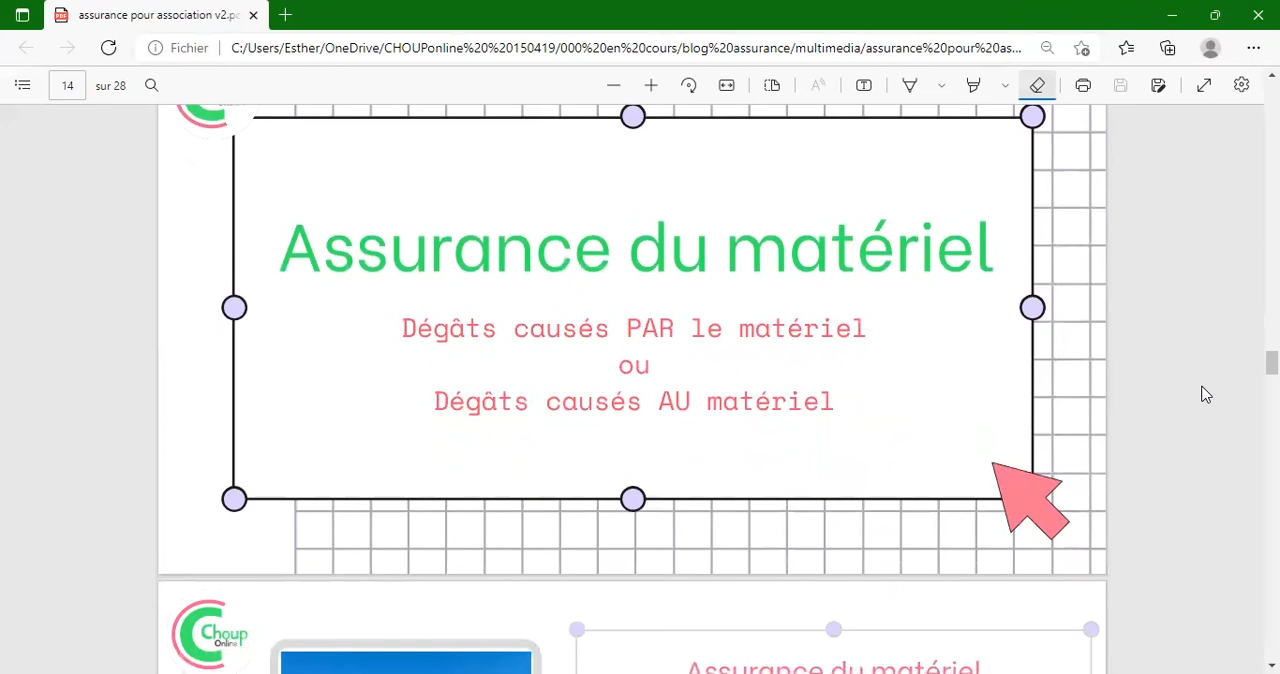 assurance pour association v2.pd
Fichier
C:/Users/Esther/OneDrive/CHOUPonline%20%20150419/000%20en%20cours/blog%20assurance/multimedia/assurance%20pour%20as...
14
sur 28
Assurance du matériel
Dégâts causés PAR le matériel
ou
Dégâts causés AU matériel
Choup
Online
Assurance du matériel